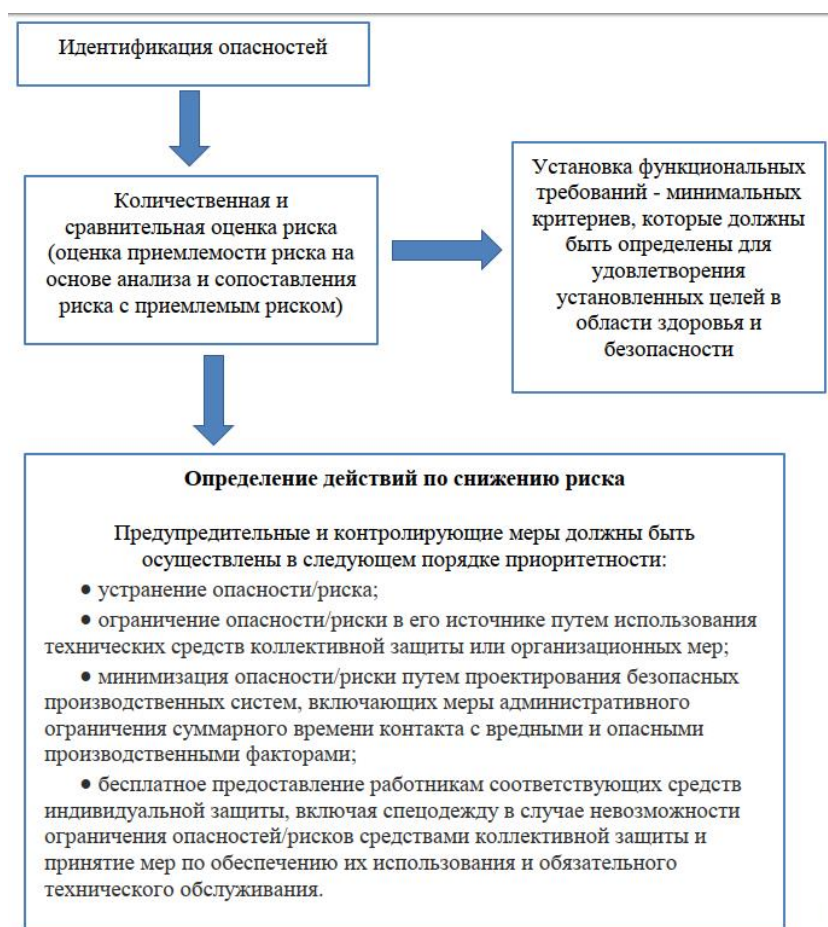 Идентификация опасностей
Количественная и
сравнительная оценка риска
(оценка приемлемости риска на
основе анализа и сопоставления
риска с приемлемым риском)
Установка функциональных
требований - минимальных
критериев, которые должны
быть определены для
удовлетворения
установленных целей в
области здоровья и
безопасности
Определение действий по снижению риска
Предупредительные и контролирующие меры должны быть
осуществлены в следующем порядке приоритетности:
● устранение опасности/риска;
● ограничение опасности/риски в его источнике путем использования
технических средств коллективной защиты или организационных мер;
● минимизация опасности/риски путем проектирования безопасных
производственных систем, включающих меры административного
ограничения суммарного времени контакта с вредными и опасными
производственными факторами;
● бесплатное предоставление работникам соответствующих средств
индивидуальной защиты, включая спецодежду в случае невозможности
ограничения опасностей/рисков средствами коллективной защиты и
принятие мер по обеспечению их использования и обязательного
технического обслуживания.